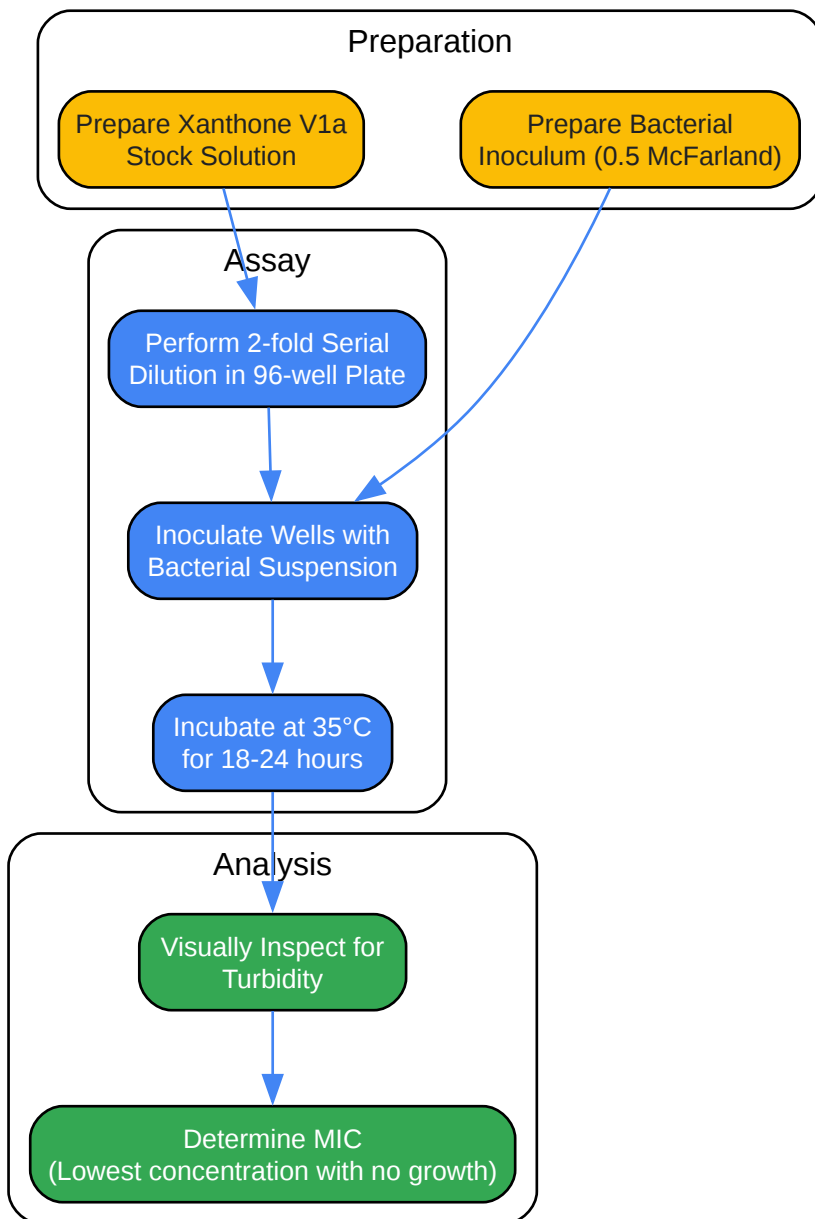 Preparation
Prepare Xanthone V1a
Stock Solution
Prepare Bacterial
Inoculum (0.5 McFarland)
Assay
Perform 2-fold Serial
Dilution in 96-well Plate
Inoculate Wells with
Bacterial Suspension
Incubate at 35°C
for 18-24 hours
Analysis
Visually Inspect for
Turbidity
Determine MIC
(Lowest concentration with no growth)